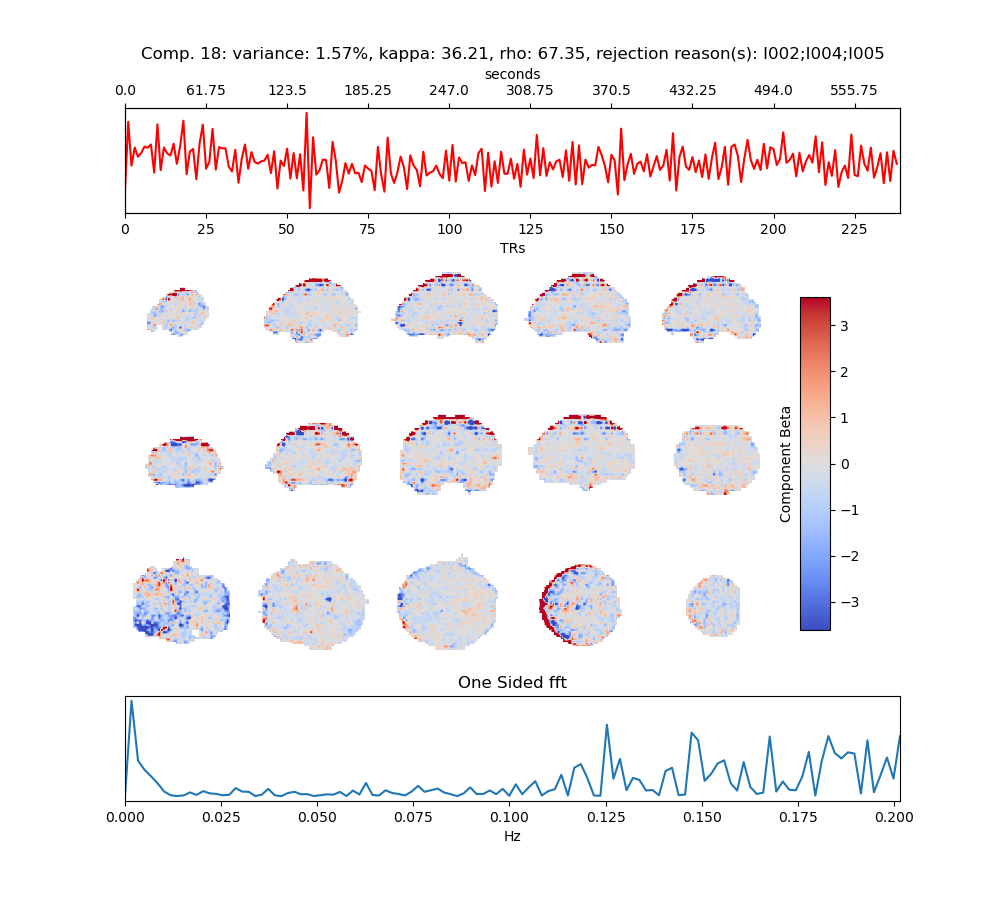 Comp. 18: variance: 1.57%, kappa: 36.21, rho: 67.35, rejection reason(s): I002;I004;I005
seconds
0.0 61.75 123.5 185.25 247.0 308.75 370.5 432.25 494.0 555.75
0 25 50 75 100 125 150 175 200 225
TRs
3
2
1
0
−1
−2
−3
Component Beta
One Sided fft
0.000 0.025 0.050 0.075 0.100 0.125 0.150 0.175 0.200
Hz